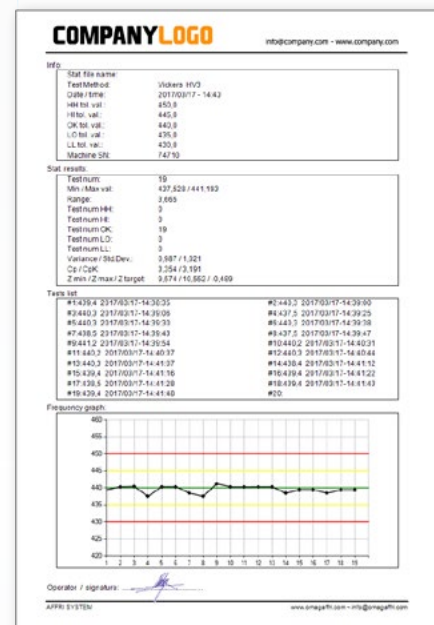 COMPANYLOGO
info@company.com - www.company.com
Info:
Stat file name:
Test Method: Vickers HV3
Date / time: 2017/03/17 - 14:43
HH tol. val.: 450,0
HI tol. val.: 445,0
OK tol. val.: 440,0
LO tol. val.: 435,0
LL tol. val.: 430,0
Machine SN: 74710
Stat. results:
Test num: 19
Min / Max val: 437,528 / 441,193
Range: 3,665
Test num HH: 0
Test num HI: 0
Test num OK: 19
Test num LO: 0
Test num LL: 0
Variance / Std.Dev.: 0,987 / 1,021
Cp / CpK: 3,354 / 3,191
Z min / Z max / Z target:
Tests list
#1:439,4 2017/03/17-14:38:35 #2:440,3 2017/03/17-14:39:00
#3:440,3 2017/03/17-14:39:06 #4:437,5 2017/03/17-14:39:25
#5:440,3 2017/03/17-14:39:33 #6:440,3 2017/03/17-14:39:38
#7:438,5 2017/03/17-14:39:43 #8:437,5 2017/03/17-14:39:47
#9:441,2 2017/03/17-14:39:54 #10:440,2 2017/03/17-14:40:31
#11:440,3 2017/03/17-14:40:37 #12:440,3 2017/03/17-14:40:44
#13:440,3 2017/03/17-14:41:07 #14:438,4 2017/03/17-14:41:12
#15:439,4 2017/03/17-14:41:16 #16:439,4 2017/03/17-14:41:22
#17:438,5 2017/03/17-14:41:28 #18:439,4 2017/03/17-14:41:43
#19:439,4 2017/03/17-14:41:48 #20:
Frequency graph:
460
455
450
445
440
435
430
425
420
1 2 3 4 5 6 7 8 9 10 11 12 13 14 15 16 17 18 19
Operator / signature:
AFFRI SYSTEM
www.omegaffri.com - info@omegaffri.com